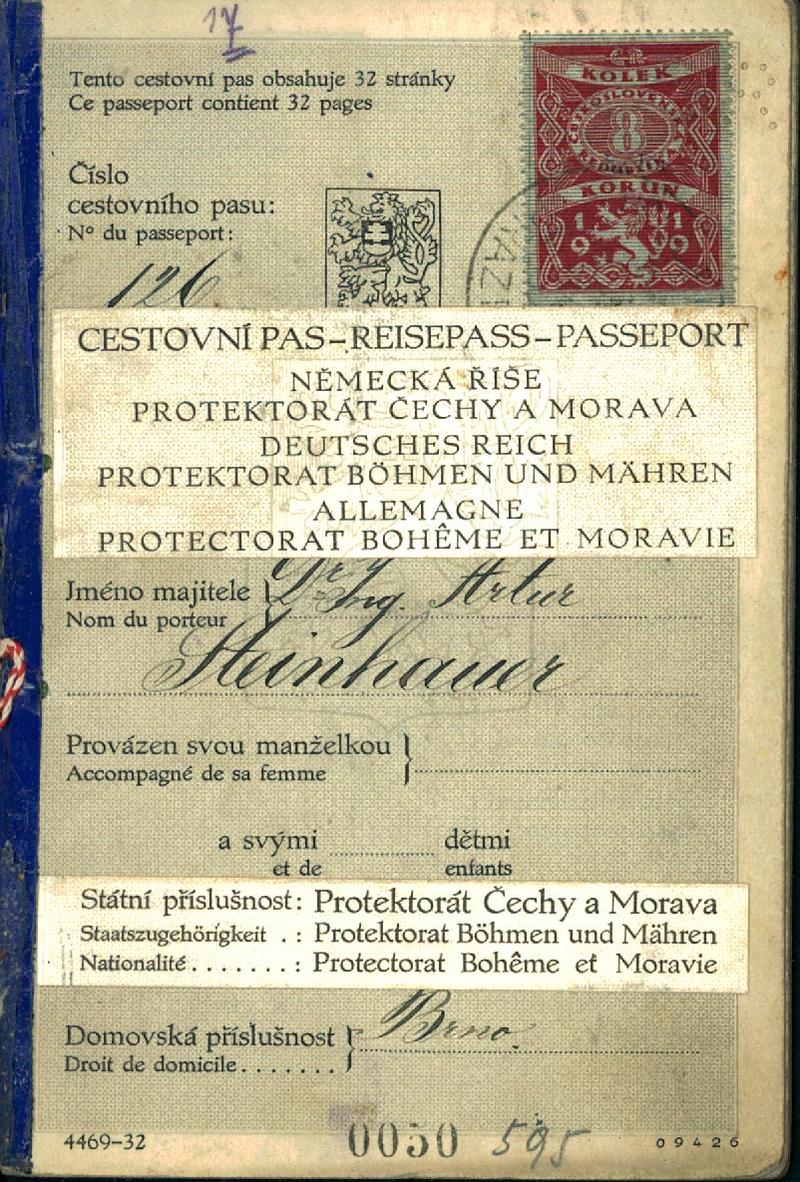 17
Tento cestovní pas obsahuje 32 stránky
Ce passeport contient 32 pages
KOLEK
ČESKOSLOVENSKÁ
REPUBLIKA
8
KORUN
1919
Číslo
cestovního pasu:
Nº du passeport:
126
CESTOVNÍ PAS–REISEPASS–PASSEPORT
NĚMECKÁ ŘÍŠE
PROTEKTORÁT ČECHY A MORAVA
DEUTSCHES REICH
PROTEKTORAT BÖHMEN UND MÄHREN
ALLEMAGNE
PROTECTORAT BOHÊME ET MORAVIE
Jméno majitele Dr Ing. Artur
Nom du porteur
Steinhauer
Provázen svou manželkou
Accompagné de sa femme
a svými dětmi
et de enfants
Státní příslušnost: Protektorát Čechy a Morava
Staatszugehörigkeit .: Protektorat Böhmen und Mähren
Nationalité.......: Protectorat Bohême et Moravie
Domovská příslušnost Brno.
Droit de domicile.......
4469-32 0050 595 09426